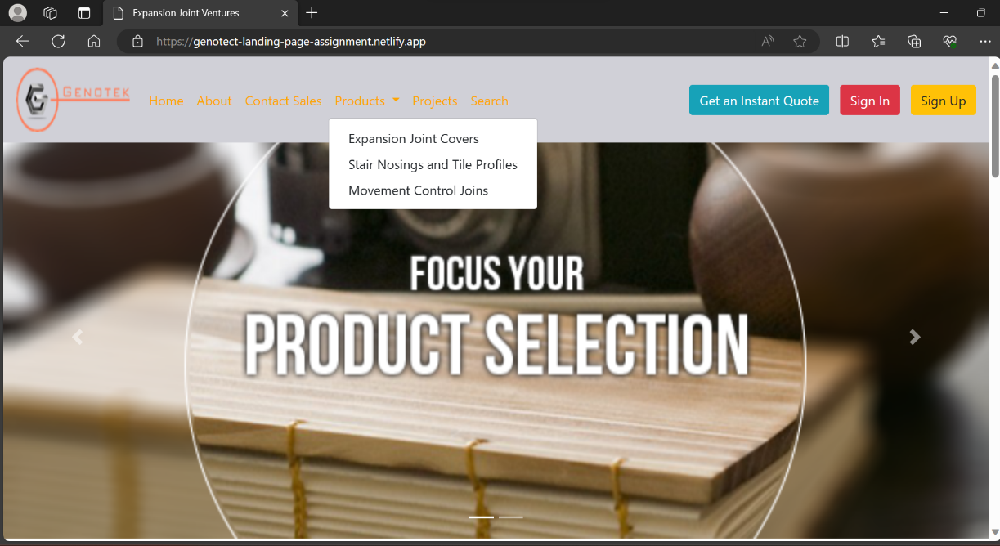 Expansion Joint Ventures
https://genotect-landing-page-assignment.netlify.app
GENOTEK
Home About Contact Sales Products Projects Search
Get an Instant Quote Sign In Sign Up
Expansion Joint Covers
Stair Nosings and Tile Profiles
Movement Control Joins
FOCUS YOUR
PRODUCT SELECTION